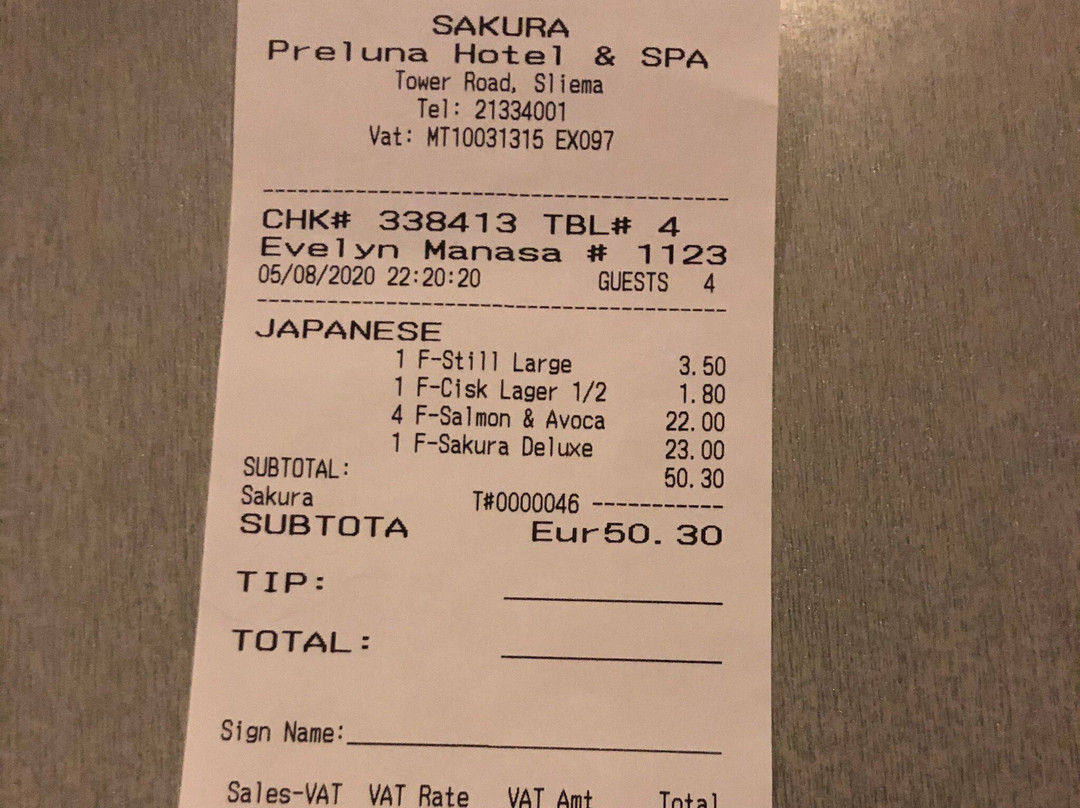 SAKURA
Preluna Hotel & SPA
Tower Road, Sliema
Tel: 21334001
Vat: MT10031315 EX097
CHK# 338413 TBL# 4
Evelyn Manasa # 1123
05/08/2020 22:20:20 GUESTS 4
JAPANESE
1 F-Still Large 3.50
1 F-Cisk Lager 1/2 1.80
4 F-Salmon & Avoca 22.00
1 F-Sakura Deluxe 23.00
SUBTOTAL: 50.30
Sakura T#0000046 -----------
SUBTOTA Eur50.30
TIP:
TOTAL:
Sign Name:
Sales-VAT VAT Rate VAT Amt Total